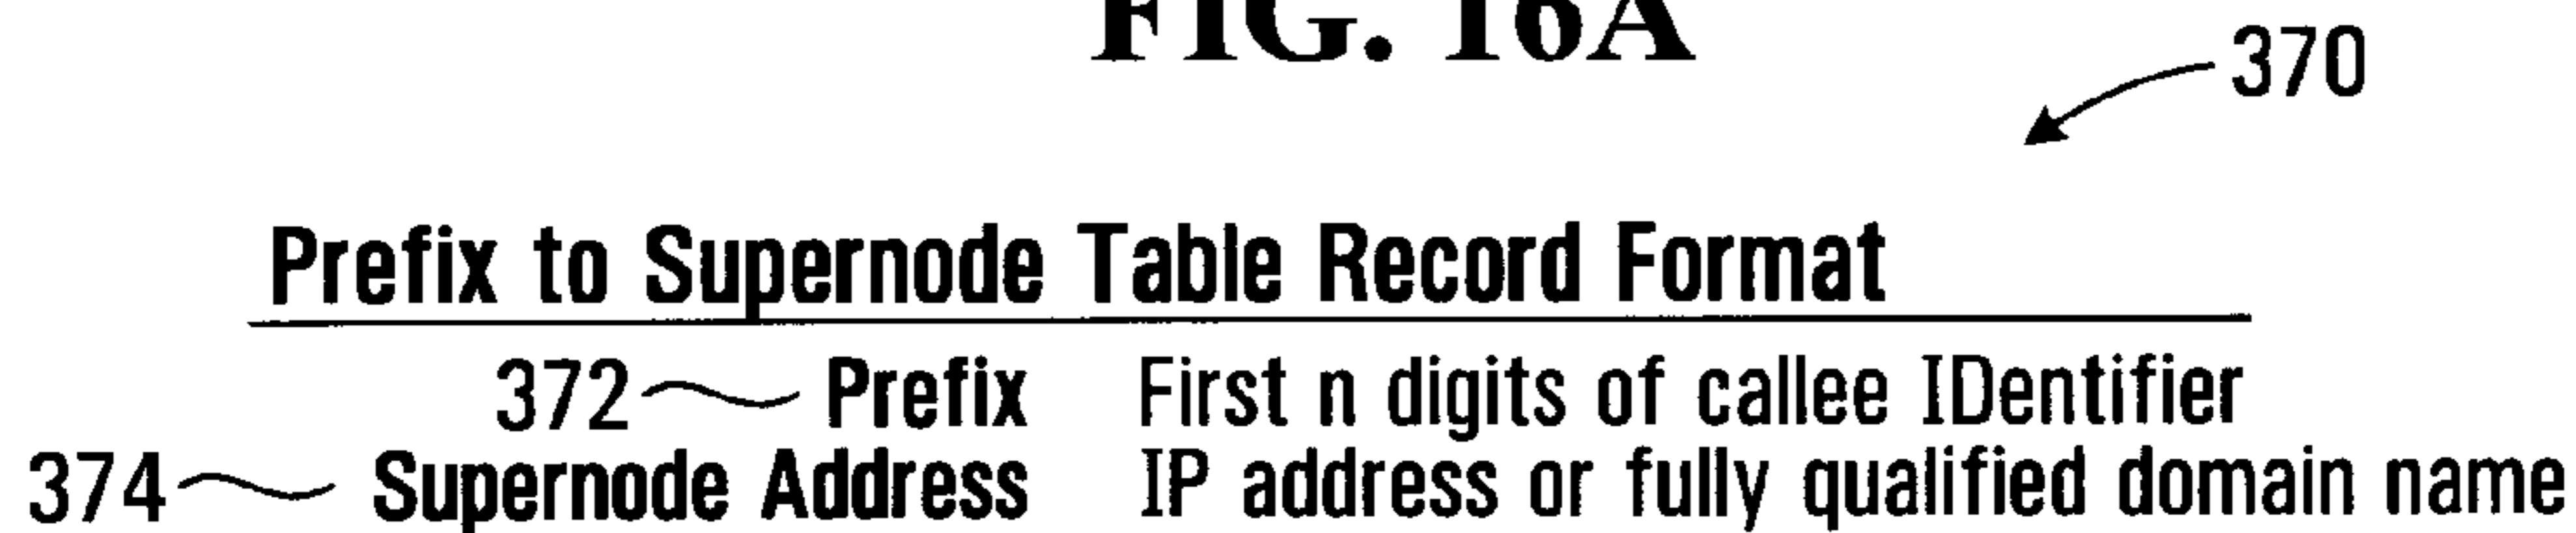 FIG. 16A
370
Prefix to Supernode Table Record Format
372 Prefix First n digits of callee IDentifier
374 Supernode Address IP address or fully qualified domain name